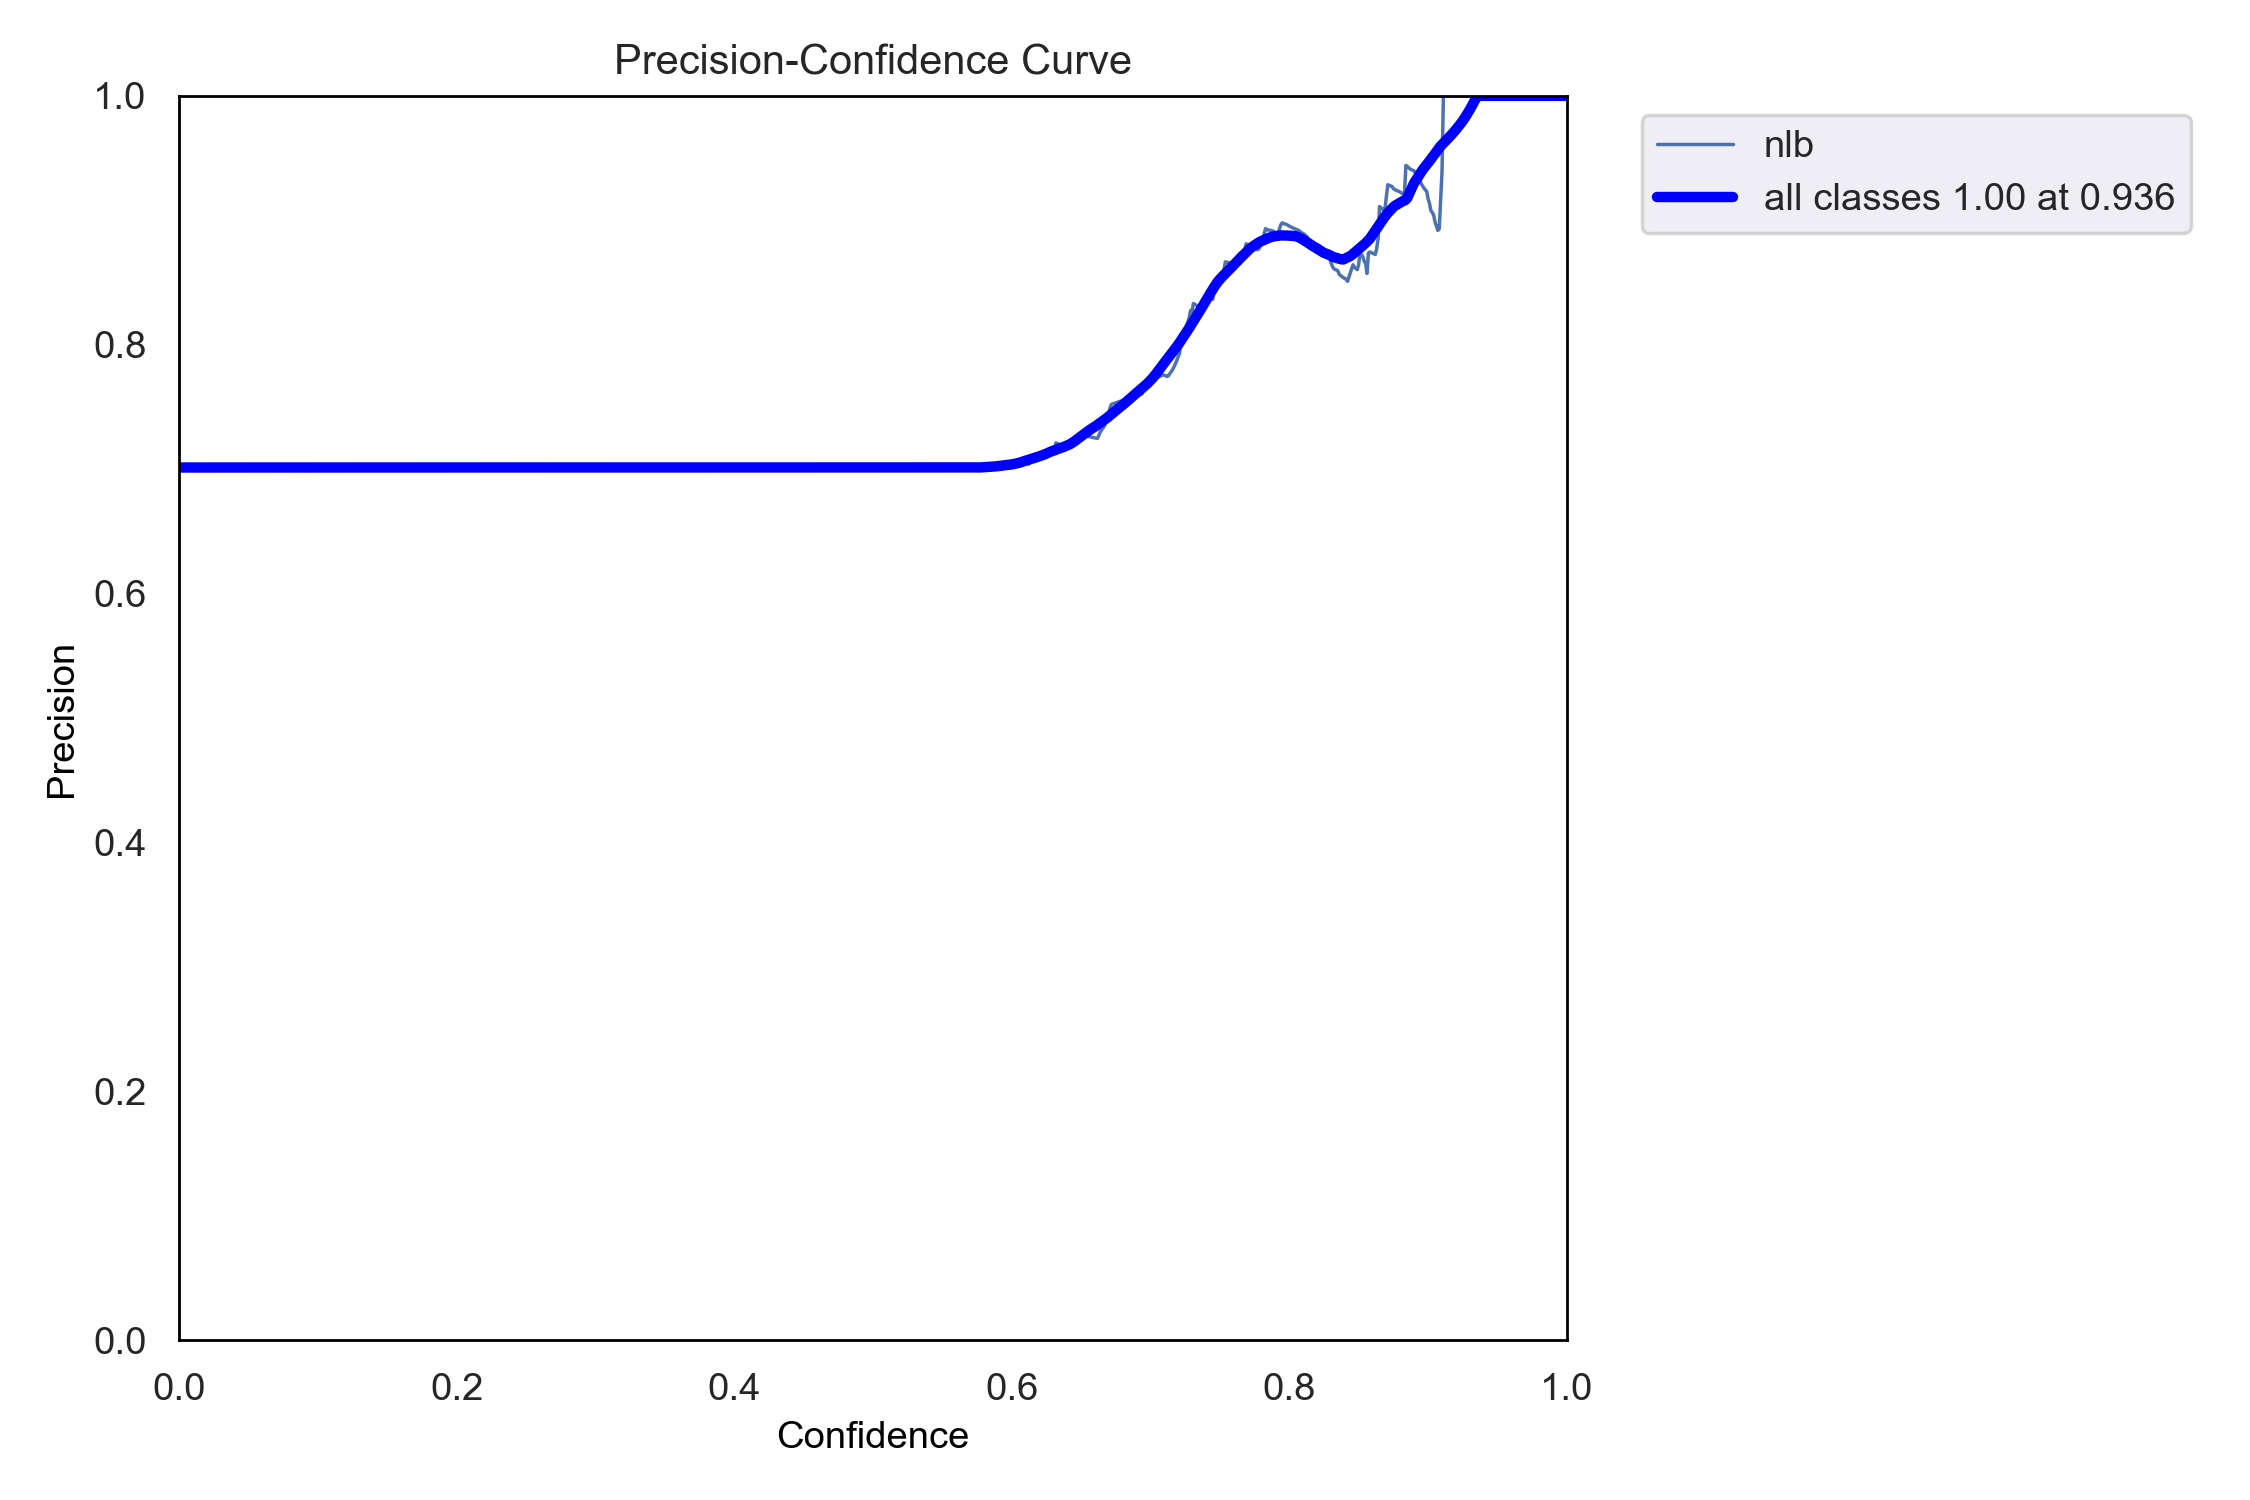 Precision-Confidence Curve
1.0
0.8
0.6
0.4
0.2
0.0
Precision
0.0 0.2 0.4 0.6 0.8 1.0
Confidence
nlb
all classes 1.00 at 0.936